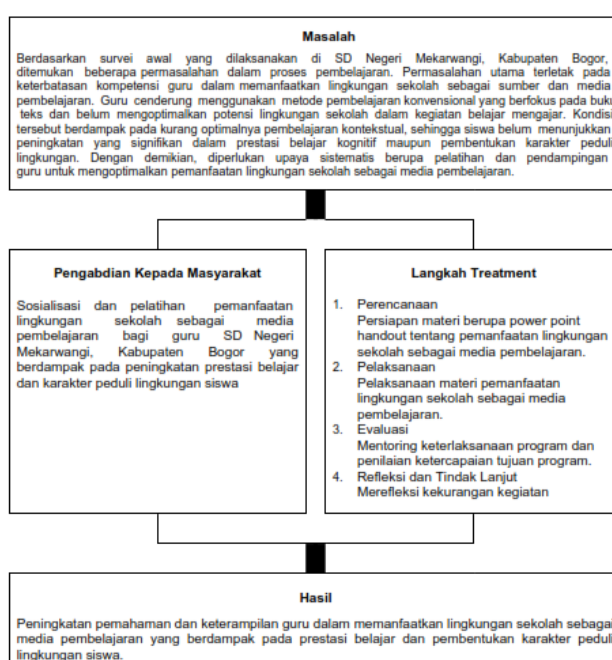 Masalah
Berdasarkan survei awal yang dilaksanakan di SD Negeri Mekarwangi, Kabupaten Bogor,
ditemukan beberapa permasalahan dalam proses pembelajaran. Permasalahan utama terletak pada
keterbatasan kompetensi guru dalam memanfaatkan lingkungan sekolah sebagai sumber dan media
pembelajaran. Guru cenderung menggunakan metode pembelajaran konvensional yang berfokus pada buku
teks dan belum mengoptimalkan potensi lingkungan sekolah dalam kegiatan belajar mengajar. Kondisi
tersebut berdampak pada kurang optimalnya pembelajaran kontekstual, sehingga siswa belum menunjukkan
peningkatan yang signifikan dalam prestasi belajar kognitif maupun pembentukan karakter peduli
lingkungan. Dengan demikian, diperlukan upaya sistematis berupa pelatihan dan pendampingan
guru untuk mengoptimalkan pemanfaatan lingkungan sekolah sebagai media pembelajaran.
Pengabdian Kepada Masyarakat
Sosialisasi dan pelatihan pemanfaatan
lingkungan sekolah sebagai media
pembelajaran bagi guru SD Negeri
Mekarwangi, Kabupaten Bogor yang
berdampak pada peningkatan prestasi belajar
dan karakter peduli lingkungan siswa
Langkah Treatment
1. Perencanaan
Persiapan materi berupa power point
handout tentang pemanfaatan lingkungan
sekolah sebagai media pembelajaran.
2. Pelaksanaan
Pelaksanaan materi pemanfaatan
lingkungan sekolah sebagai media
pembelajaran.
3. Evaluasi
Mentoring keterlaksanaan program dan
penilaian ketercapaian tujuan program.
4. Refleksi dan Tindak Lanjut
Merefleksi kekurangan kegiatan
Hasil
Peningkatan pemahaman dan keterampilan guru dalam memanfaatkan lingkungan sekolah sebagai
media pembelajaran yang berdampak pada prestasi belajar dan pembentukan karakter peduli
lingkungan siswa.